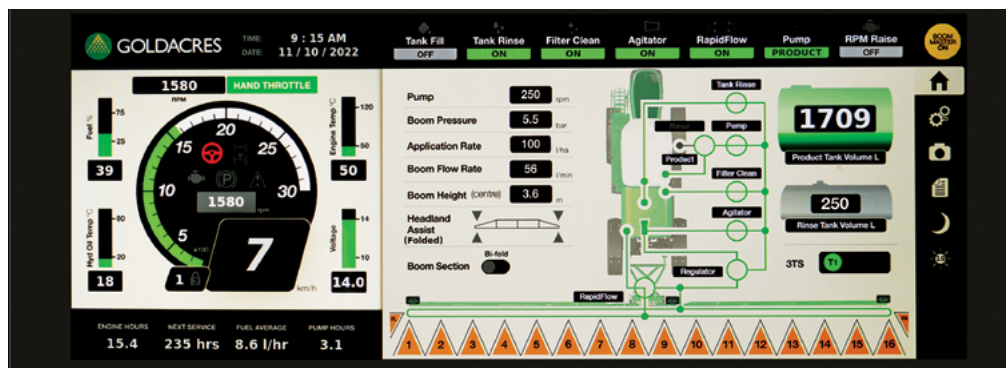 GOLDACRES
TIME: 9 : 15 AM
DATE: 11 / 10 / 2022
Tank Fill
OFF
Tank Rinse
ON
Filter Clean
ON
Agitator
ON
RapidFlow
ON
Pump
PRODUCT
RPM Raise
OFF
BOOM
MASTER
ON
1580
RPM
HAND THROTTLE
Fuel %
75
25
39
Engine Temp °C
120
50
50
Hyd Oil Temp °C
80
20
18
Voltage
14
10
14.0
5
10
15
20
25
30
x100
1580
rpm
7
km/h
1
ENGINE HOURS
15.4
NEXT SERVICE
235 hrs
FUEL AVERAGE
8.6 l/hr
PUMP HOURS
3.1
Pump 250 rpm
Boom Pressure 5.5 bar
Application Rate 100 l/ha
Boom Flow Rate 56 l/min
Boom Height (centre) 3.6 m
Headland
Assist
(Folded)
Boom Section
Bi-fold
Tank Rinse
Rinse
Pump
Product
Filter Clean
Agitator
Regulator
RapidFlow
1709
Product Tank Volume L
250
Rinse Tank Volume L
3TS T1
1 2 3 4 5 6 7 8 9 10 11 12 13 14 15 16